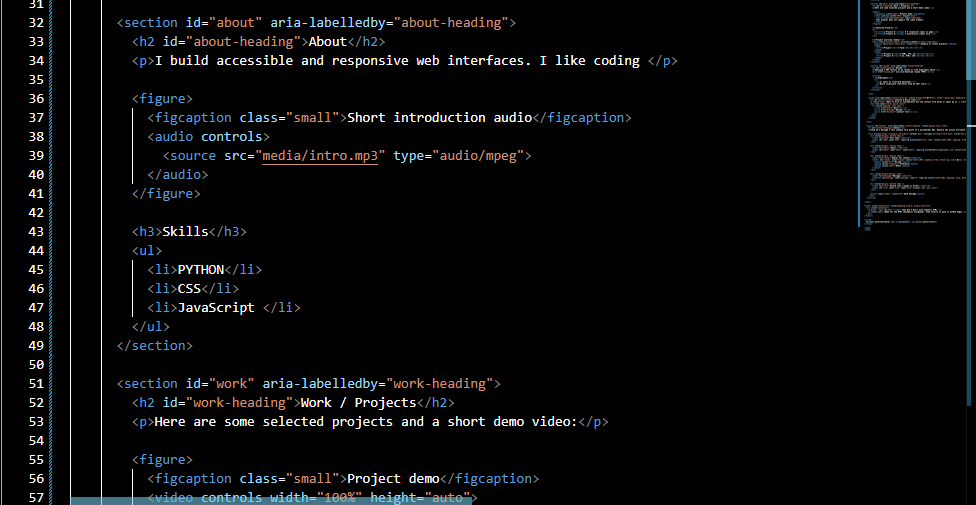 31
32 <section id="about" aria-labelledby="about-heading">
33 <h2 id="about-heading">About</h2>
34 <p>I build accessible and responsive web interfaces. I like coding </p>
35
36 <figure>
37 <figcaption class="small">Short introduction audio</figcaption>
38 <audio controls>
39 <source src="media/intro.mp3" type="audio/mpeg">
40 </audio>
41 </figure>
42
43 <h3>Skills</h3>
44 <ul>
45 <li>PYTHON</li>
46 <li>CSS</li>
47 <li>JavaScript </li>
48 </ul>
49 </section>
50
51 <section id="work" aria-labelledby="work-heading">
52 <h2 id="work-heading">Work / Projects</h2>
53 <p>Here are some selected projects and a short demo video:</p>
54
55 <figure>
56 <figcaption class="small">Project demo</figcaption>
57 <video controls width="100%" height="auto">